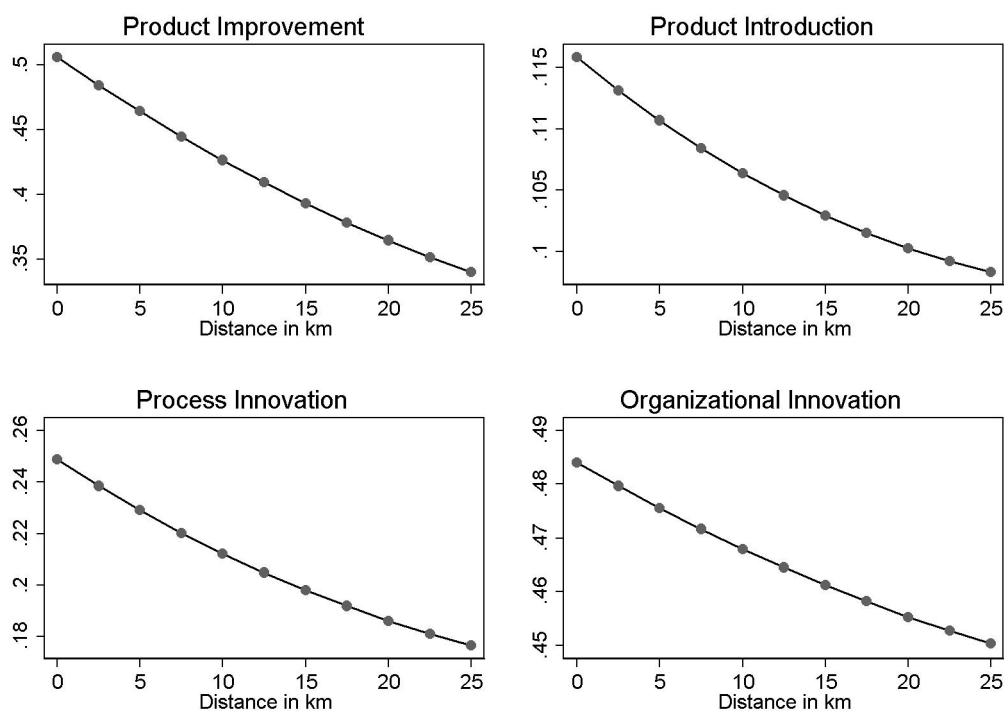 Product Improvement
.5
.45
.4
.35
0 5 10 15 20 25
Distance in km
Product Introduction
.115
.11
.105
.1
0 5 10 15 20 25
Distance in km
Process Innovation
.26
.24
.22
.2
.18
0 5 10 15 20 25
Distance in km
Organizational Innovation
.49
.48
.47
.46
.45
0 5 10 15 20 25
Distance in km